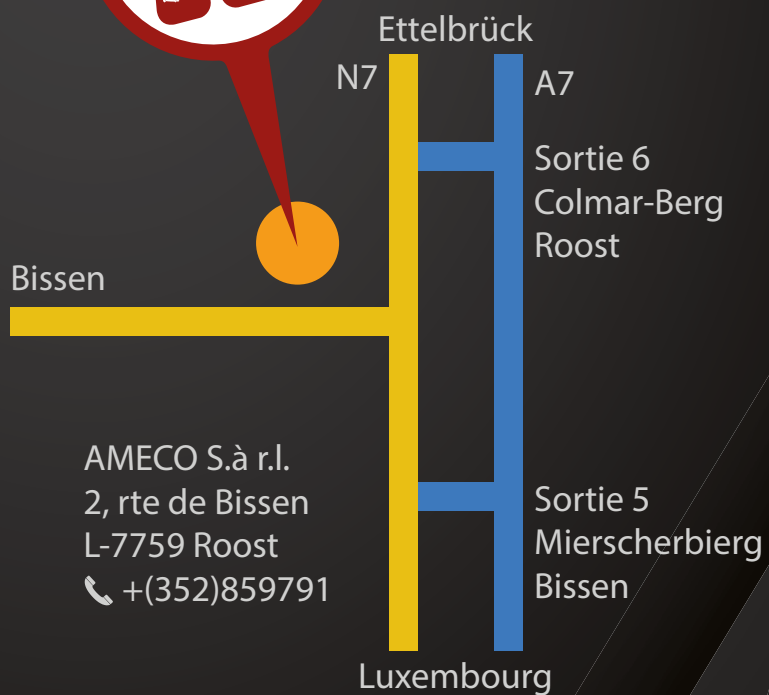 Ettelbrück
N7
A7
Sortie 6
Colmar-Berg
Roost
Bissen
AMECO S.à r.l.
2, rte de Bissen
L-7759 Roost
+(352)859791
Sortie 5
Mierscherbierg
Bissen
Luxembourg